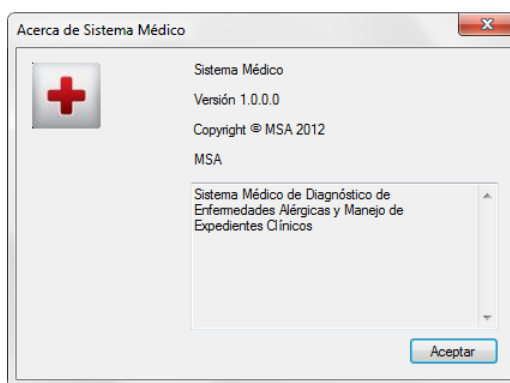 Acerca de Sistema Médico
Sistema Médico
Versión 1.0.0.0
Copyright © MSA 2012
MSA
Sistema Médico de Diagnóstico de
Enfermedades Alérgicas y Manejo de
Expedientes Clínicos
Aceptar